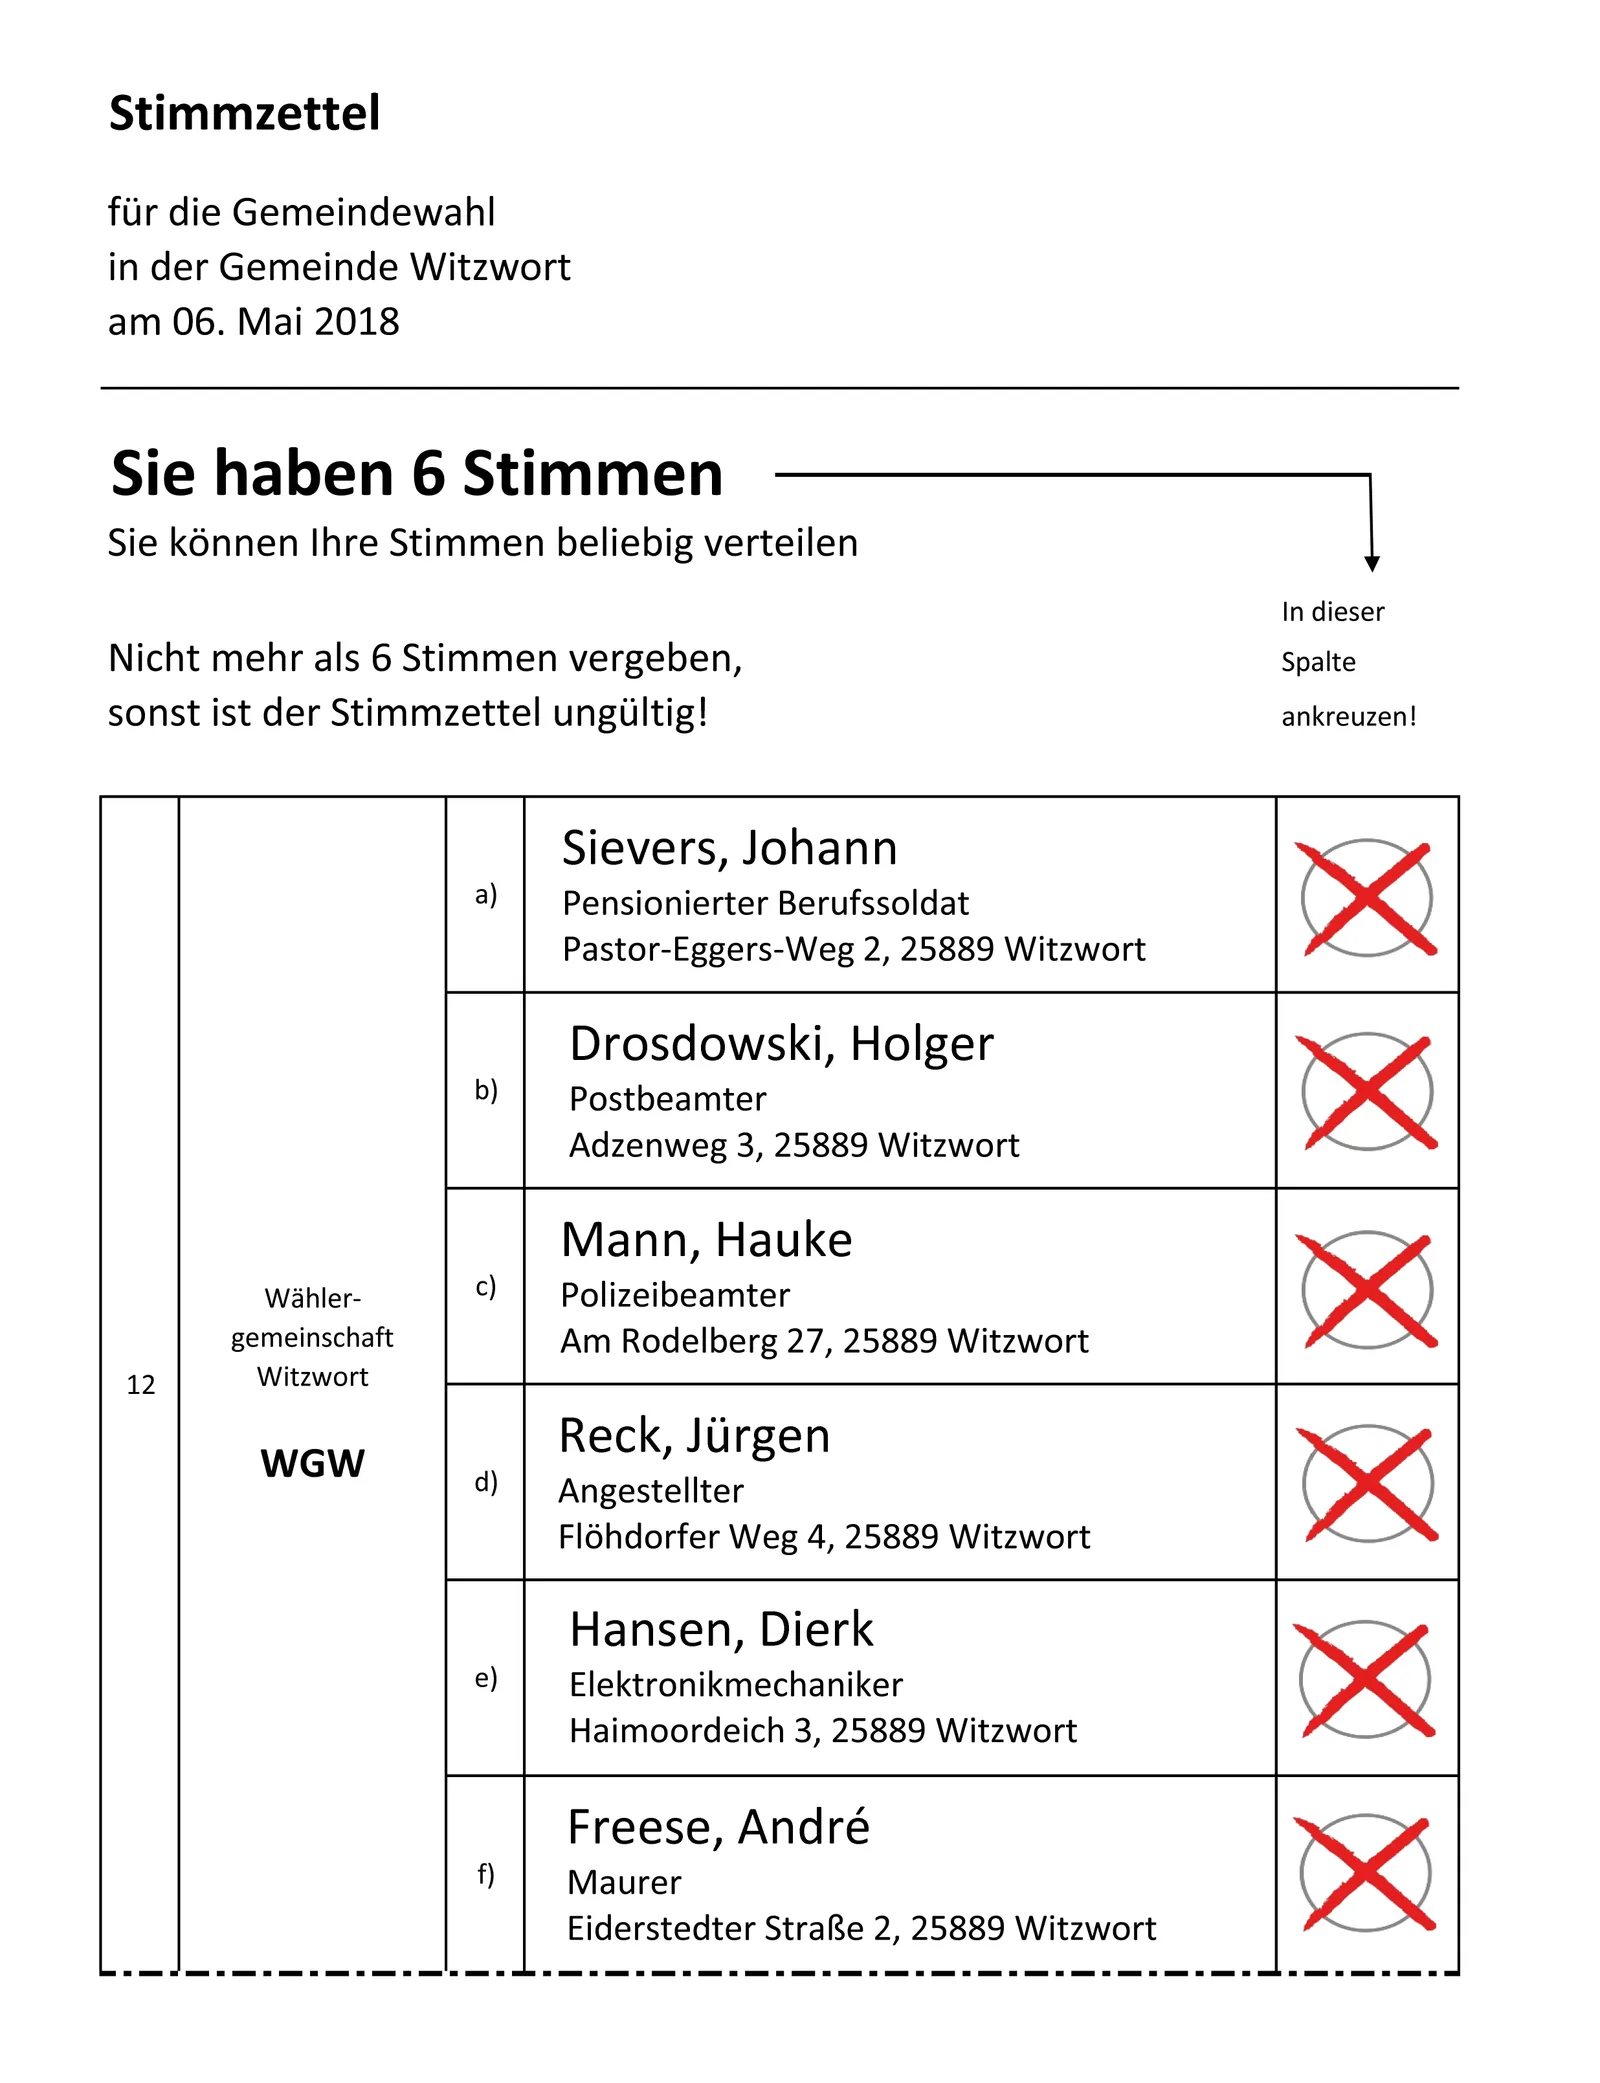 Stimmzettel
für die Gemeindewahl
in der Gemeinde Witzwort
am 06. Mai 2018
Sie haben 6 Stimmen
Sie können Ihre Stimmen beliebig verteilen
Nicht mehr als 6 Stimmen vergeben,
sonst ist der Stimmzettel ungültig!
In dieser
Spalte
ankreuzen!
12
Wähler-
gemeinschaft
Witzwort
WGW
a)
Sievers, Johann
Pensionierter Berufssoldat
Pastor-Eggers-Weg 2, 25889 Witzwort
b)
Drosdowski, Holger
Postbeamter
Adzenweg 3, 25889 Witzwort
c)
Mann, Hauke
Polizeibeamter
Am Rodelberg 27, 25889 Witzwort
d)
Reck, Jürgen
Angestellter
Flöhdorfer Weg 4, 25889 Witzwort
e)
Hansen, Dierk
Elektronikmechaniker
Haimoordeich 3, 25889 Witzwort
f)
Freese, André
Maurer
Eiderstedter Straße 2, 25889 Witzwort